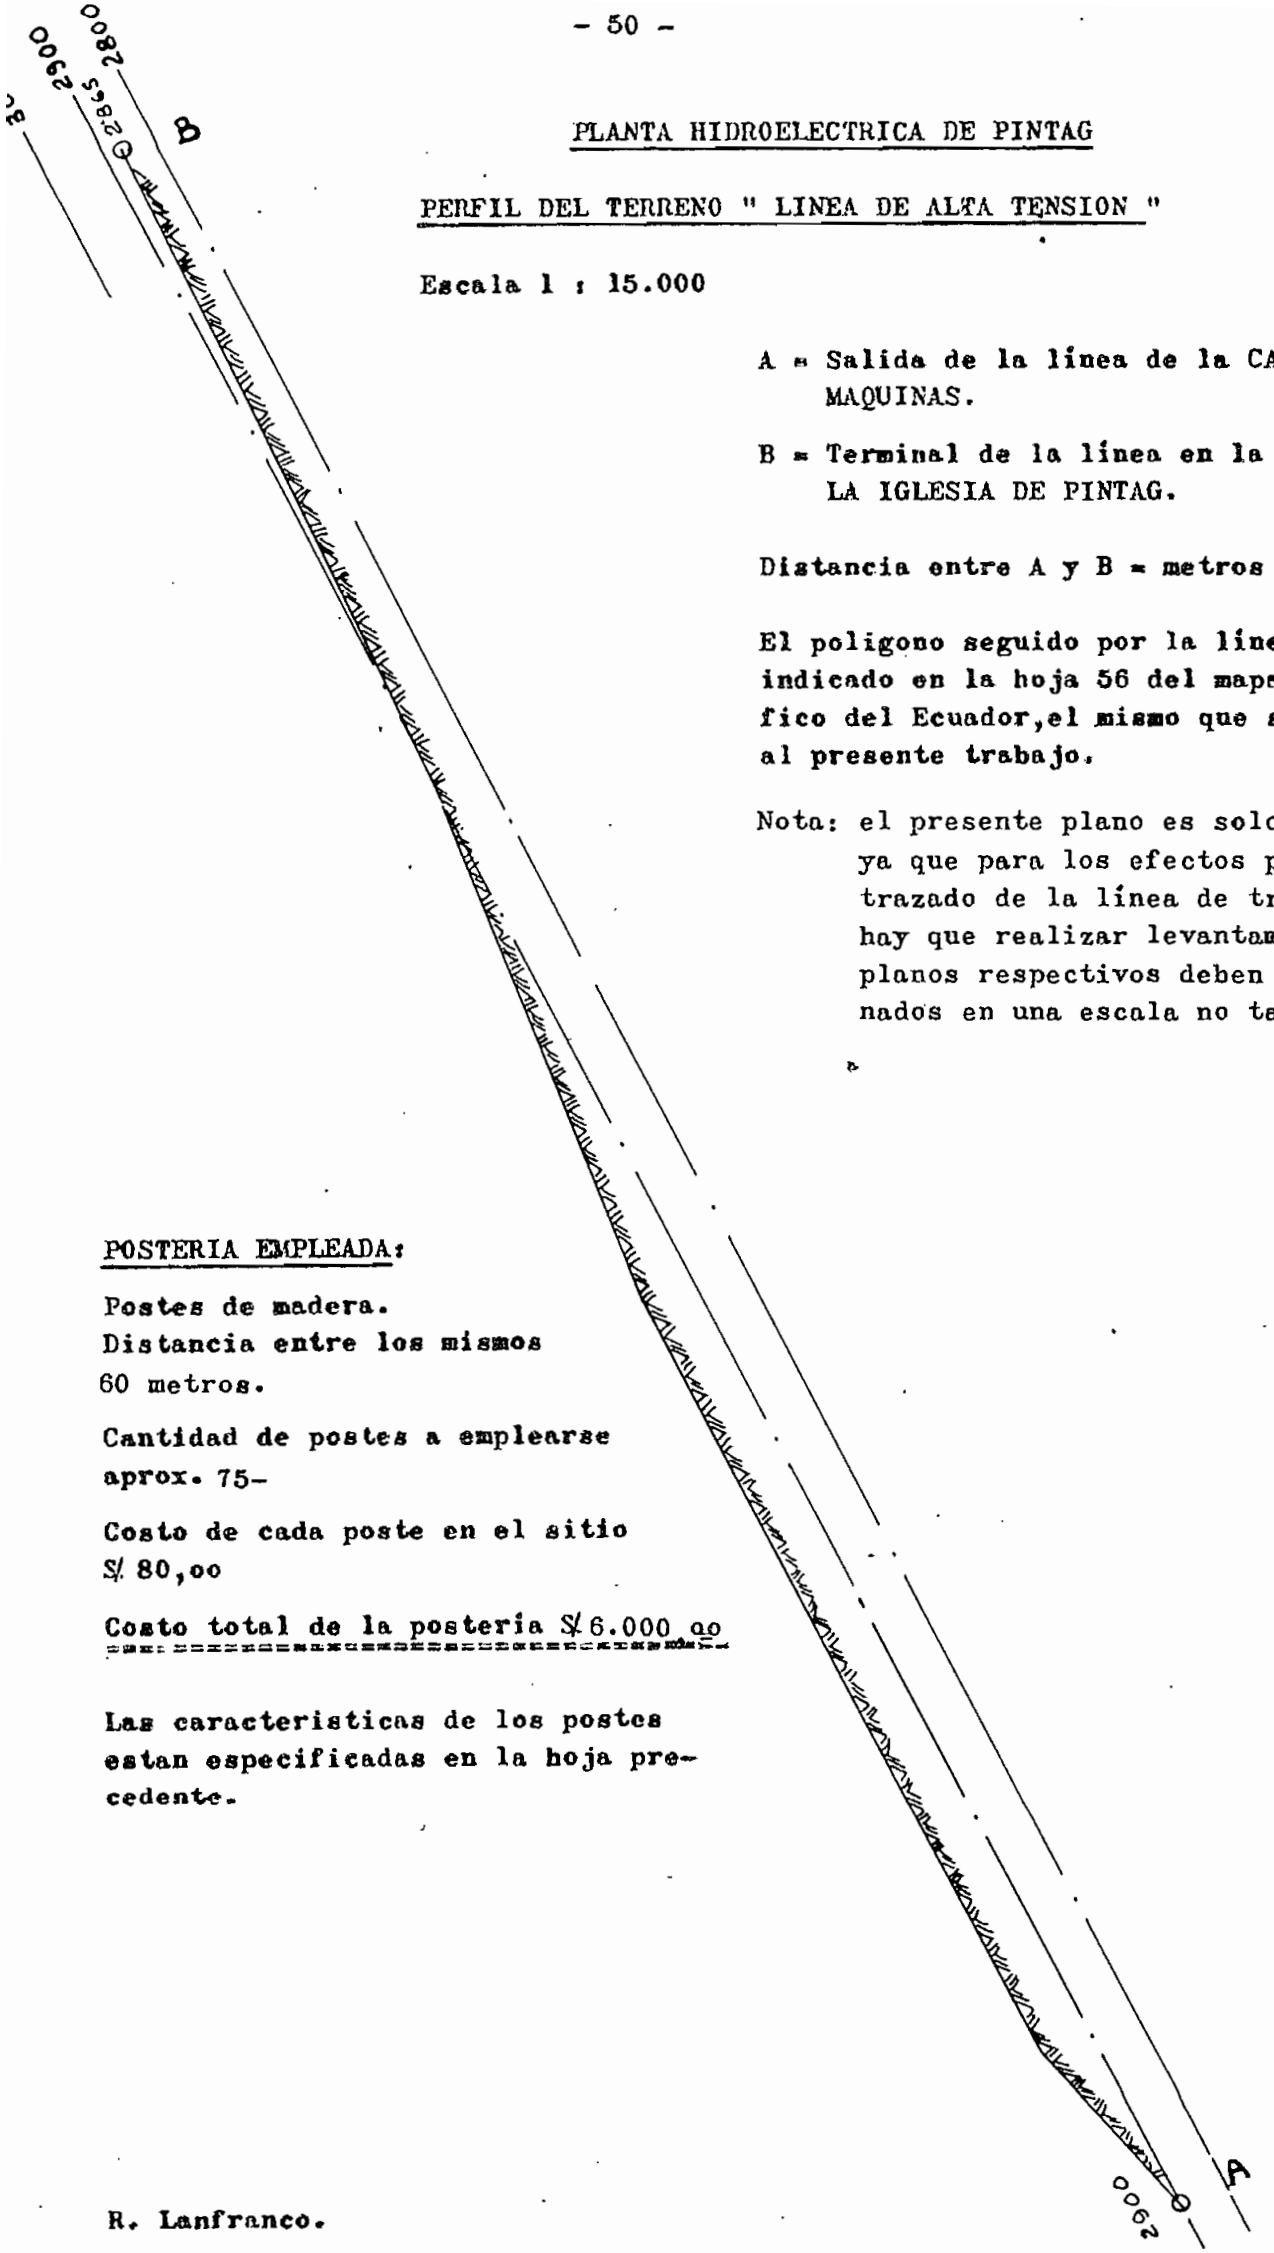 - 50 -
2800
2900
2865
B
PLANTA HIDROELECTRICA DE PINTAG
PERFIL DEL TERRENO " LINEA DE ALTA TENSION "
Escala 1 : 15.000
A = Salida de la línea de la CA
MAQUINAS.
B = Terminal de la línea en la
LA IGLESIA DE PINTAG.
Distancia entre A y B = metros
El poligono seguido por la líne
indicado en la hoja 56 del mapa
fico del Ecuador,el mismo que s
al presente trabajo.
Nota: el presente plano es solo
ya que para los efectos p
trazado de la línea de tr
hay que realizar levantam
planos respectivos deben
nados en una escala no ta
POSTERIA EMPLEADA:
Postes de madera.
Distancia entre los mismos
60 metros.
Cantidad de postes a emplearse
aprox. 75-
Costo de cada poste en el sitio
S/. 80,oo
Costo total de la postería S/.6.000,oo
Las caracteristicas de los postes
estan especificadas en la hoja pre-
cedente.
A
2900
R. Lanfranco.